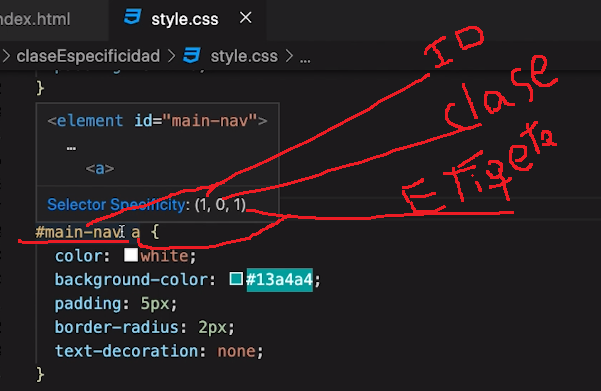 ndex.html
style.css
claseEspecificidad > style.css > ...
}
<element id="main-nav">
…
<a>
Selector Specificity: (1, 0, 1)
ID
clase
ETiqeta
#main-nav a {
color: white;
background-color: #13a4a4;
padding: 5px;
border-radius: 2px;
text-decoration: none;
}